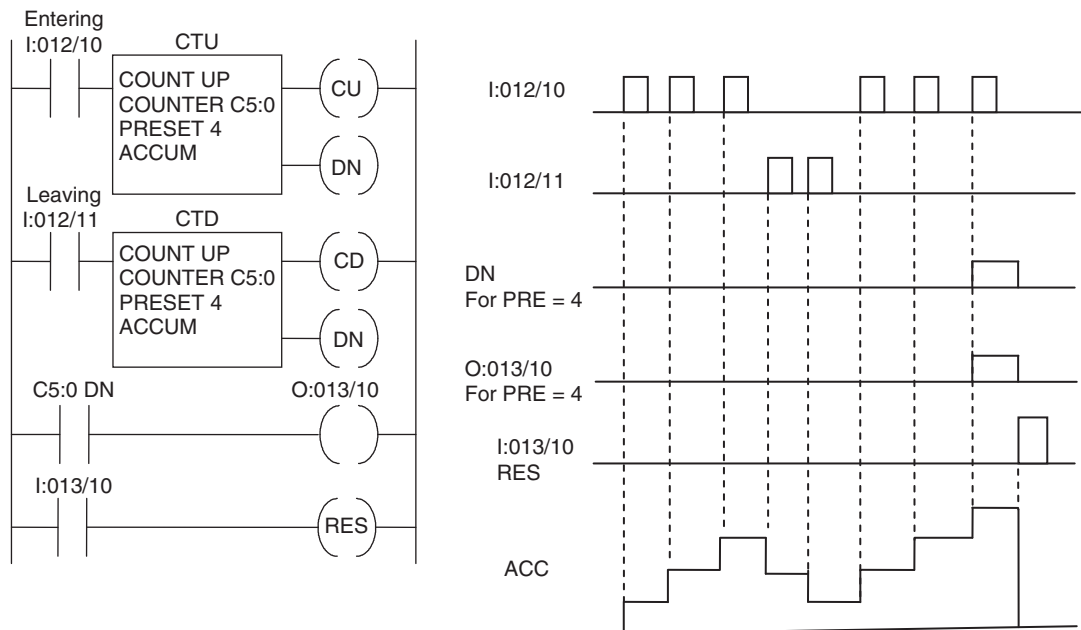 Entering
I:012/10
CTU
COUNT UP
COUNTER C5:0
PRESET 4
ACCUM
CU
DN
Leaving
I:012/11
CTD
COUNT UP
COUNTER C5:0
PRESET 4
ACCUM
CD
DN
C5:0 DN
O:013/10
I:013/10
RES
I:012/10
I:012/11
DN
For PRE = 4
O:013/10
For PRE = 4
I:013/10
RES
ACC